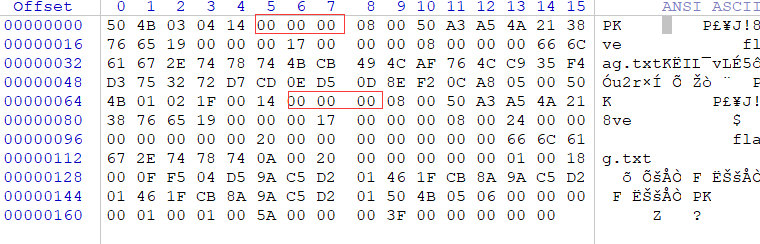 Offset 0 1 2 3 4 5 6 7 8 9 10 11 12 13 14 15 ANSI ASCII
00000000 50 4B 03 04 14 00 00 00 08 00 50 A3 A5 4A 21 38 PK P£¥J!8
00000016 76 65 19 00 00 00 17 00 00 00 08 00 00 00 66 6C ve fl
00000032 61 67 2E 74 78 74 4B CB 49 4C AF 76 4C C9 35 F4 ag.txtKËIL¯vLÉ5ô
00000048 D3 75 32 72 D7 CD 0E D5 0D 8E F2 0C A8 05 00 50 Óu2r×Í Õ Žò ¨ P
00000064 4B 01 02 1F 00 14 00 00 00 08 00 50 A3 A5 4A 21 K P£¥J!
00000080 38 76 65 19 00 00 00 17 00 00 00 08 00 24 00 00 8ve $
00000096 00 00 00 00 00 20 00 00 00 00 00 00 00 66 6C 61 fla
00000112 67 2E 74 78 74 0A 00 20 00 00 00 00 00 01 00 18 g.txt
00000128 00 0F F5 04 D5 9A C5 D2 01 46 1F CB 8A 9A C5 D2 õ ÕšÅÒ F ËŠšÅÒ
00000144 01 46 1F CB 8A 9A C5 D2 01 50 4B 05 06 00 00 00 F ËŠšÅÒ PK
00000160 00 01 00 01 00 5A 00 00 00 3F 00 00 00 00 00 Z ?